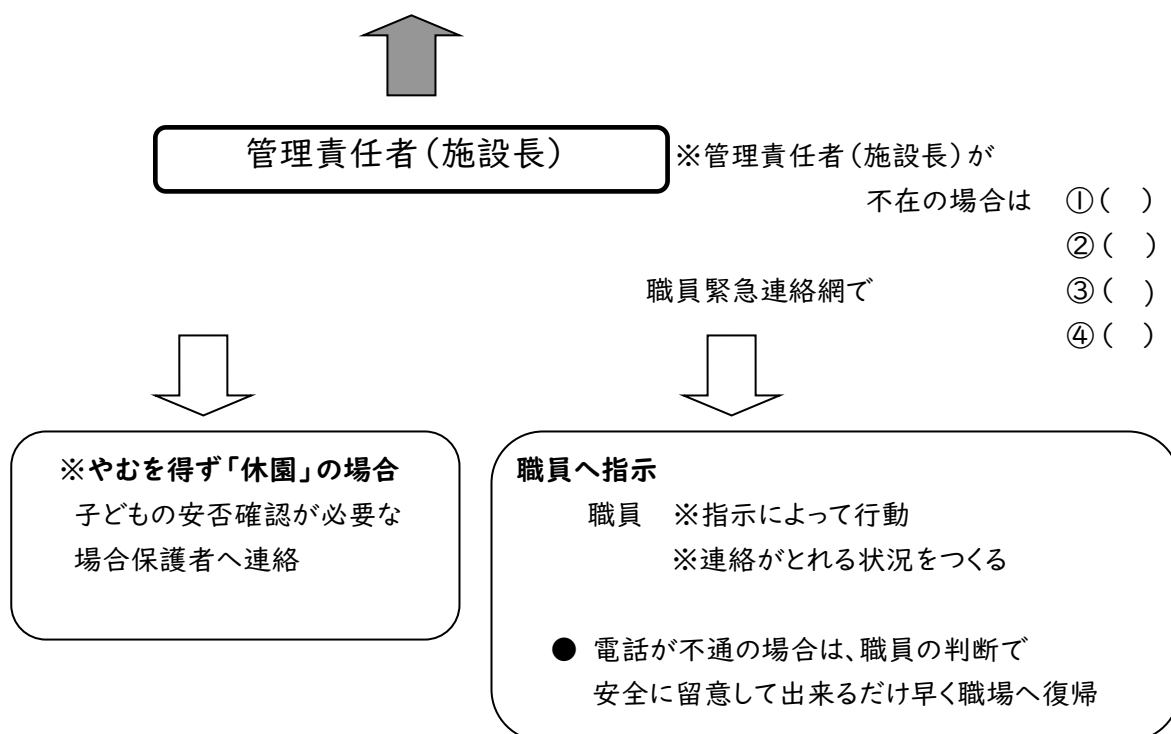 管理責任者(施設長)
※管理責任者(施設長)が
不在の場合は ①( )
②( )
職員緊急連絡網で ③( )
④( )
※やむを得ず「休園」の場合
子どもの安否確認が必要な
場合保護者へ連絡
職員へ指示
職員 ※指示によって行動
※連絡がとれる状況をつくる
● 電話が不通の場合は、職員の判断で
安全に留意して出来るだけ早く職場へ復帰